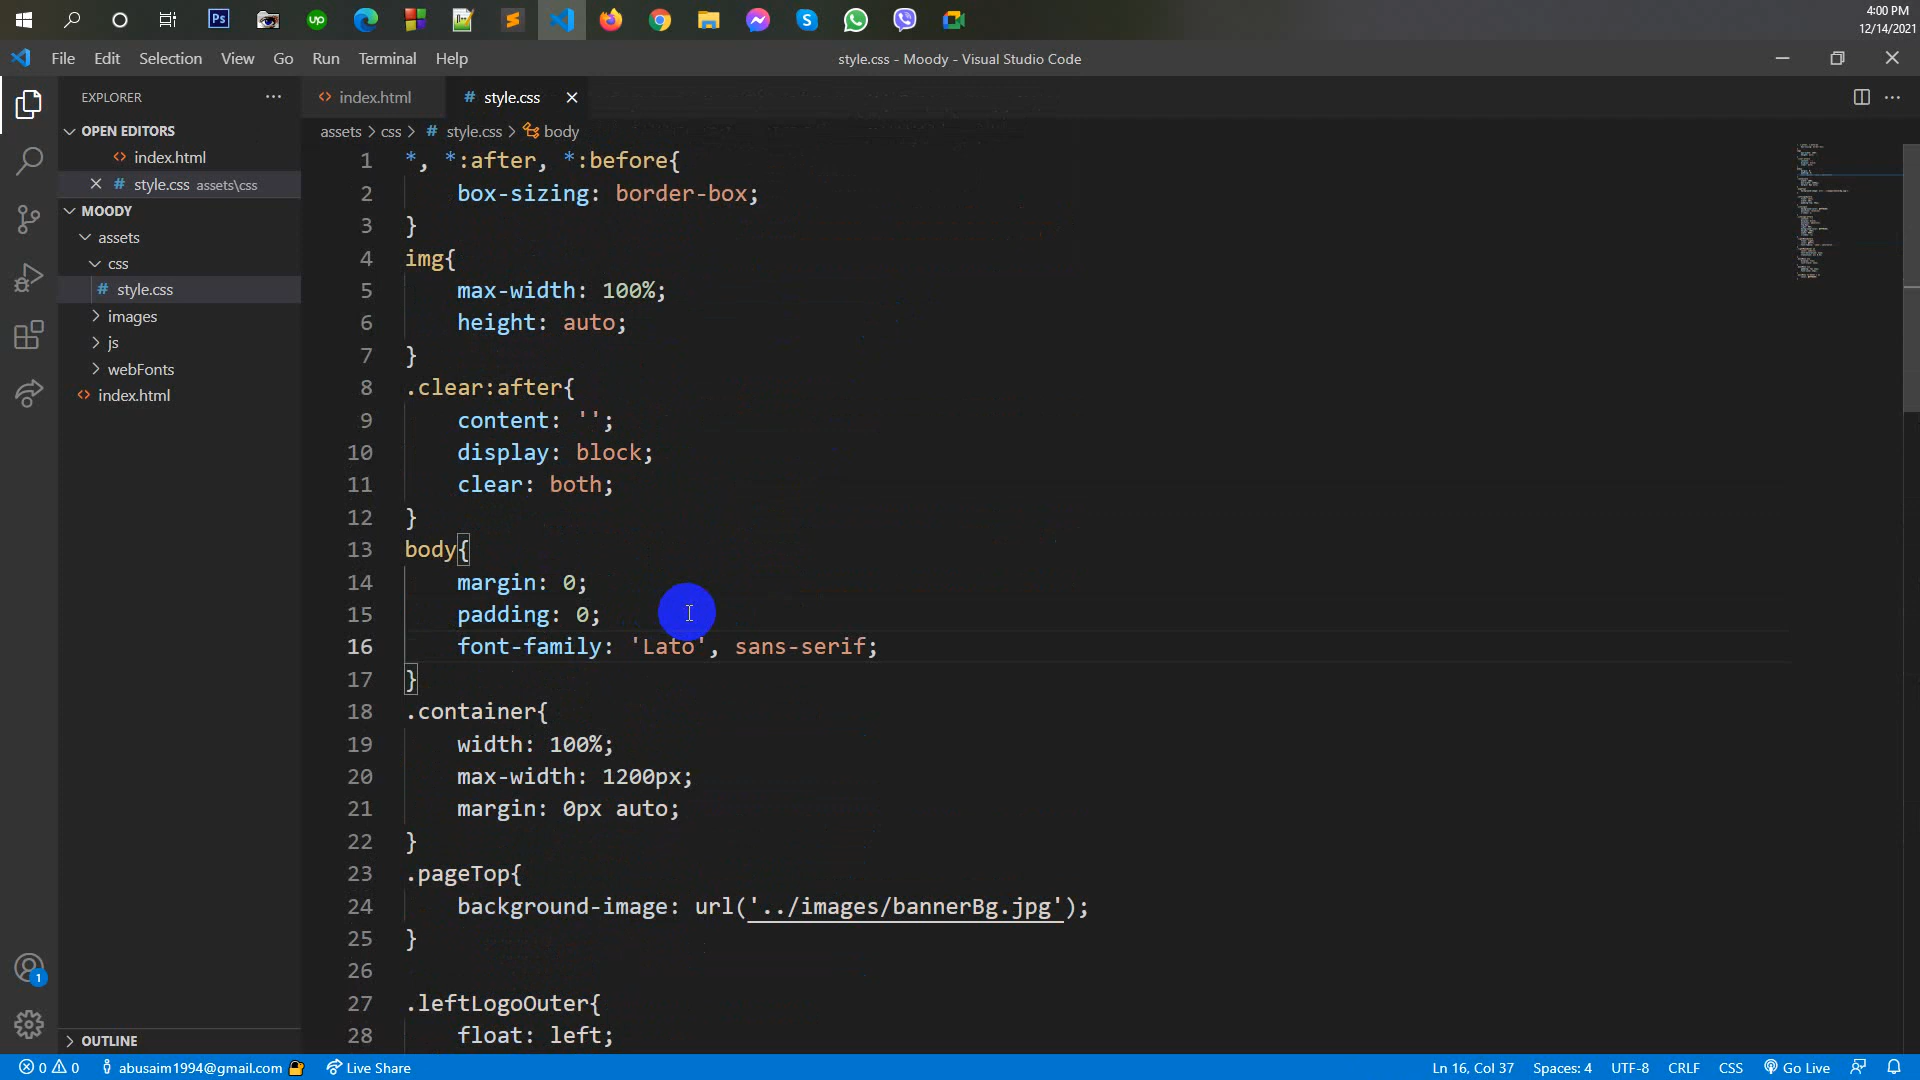 4:00 PM
12/14/2021
Ps
up
File Edit Selection View Go Run Terminal Help
style.css - Moody - Visual Studio Code
EXPLORER
index.html
# style.css
OPEN EDITORS
index.html
# style.css assets\css
MOODY
assets
css
# style.css
images
js
webFonts
index.html
OUTLINE
assets > css > # style.css > body
1 *, *:after, *:before{
2 box-sizing: border-box;
3 }
4 img{
5 max-width: 100%;
6 height: auto;
7 }
8 .clear:after{
9 content: '';
10 display: block;
11 clear: both;
12 }
13 body{
14 margin: 0;
15 padding: 0;
16 font-family: 'Lato', sans-serif;
17 }
18 .container{
19 width: 100%;
20 max-width: 1200px;
21 margin: 0px auto;
22 }
23 .pageTop{
24 background-image: url('../images/bannerBg.jpg');
25 }
26
27 .leftLogoOuter{
28 float: left;
1
0 0 abusaim1994@gmail.com Live Share
Ln 16, Col 37 Spaces: 4 UTF-8 CRLF CSS Go Live